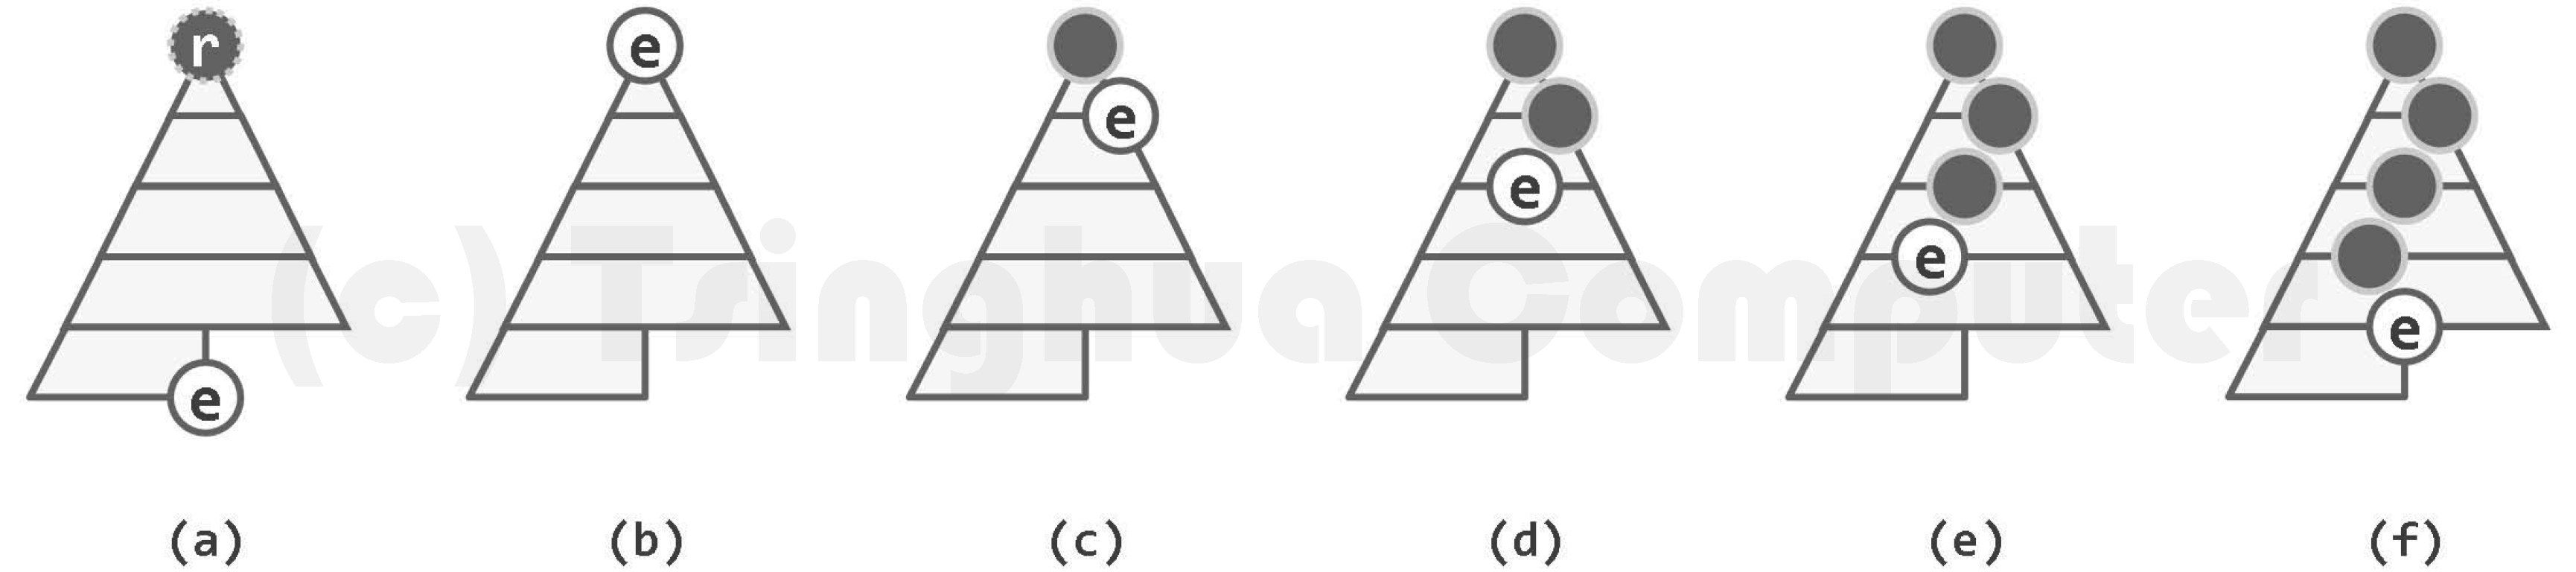 r e e e e e e
(c) Tsinghua Computer
(a) (b) (c) (d) (e) (f)